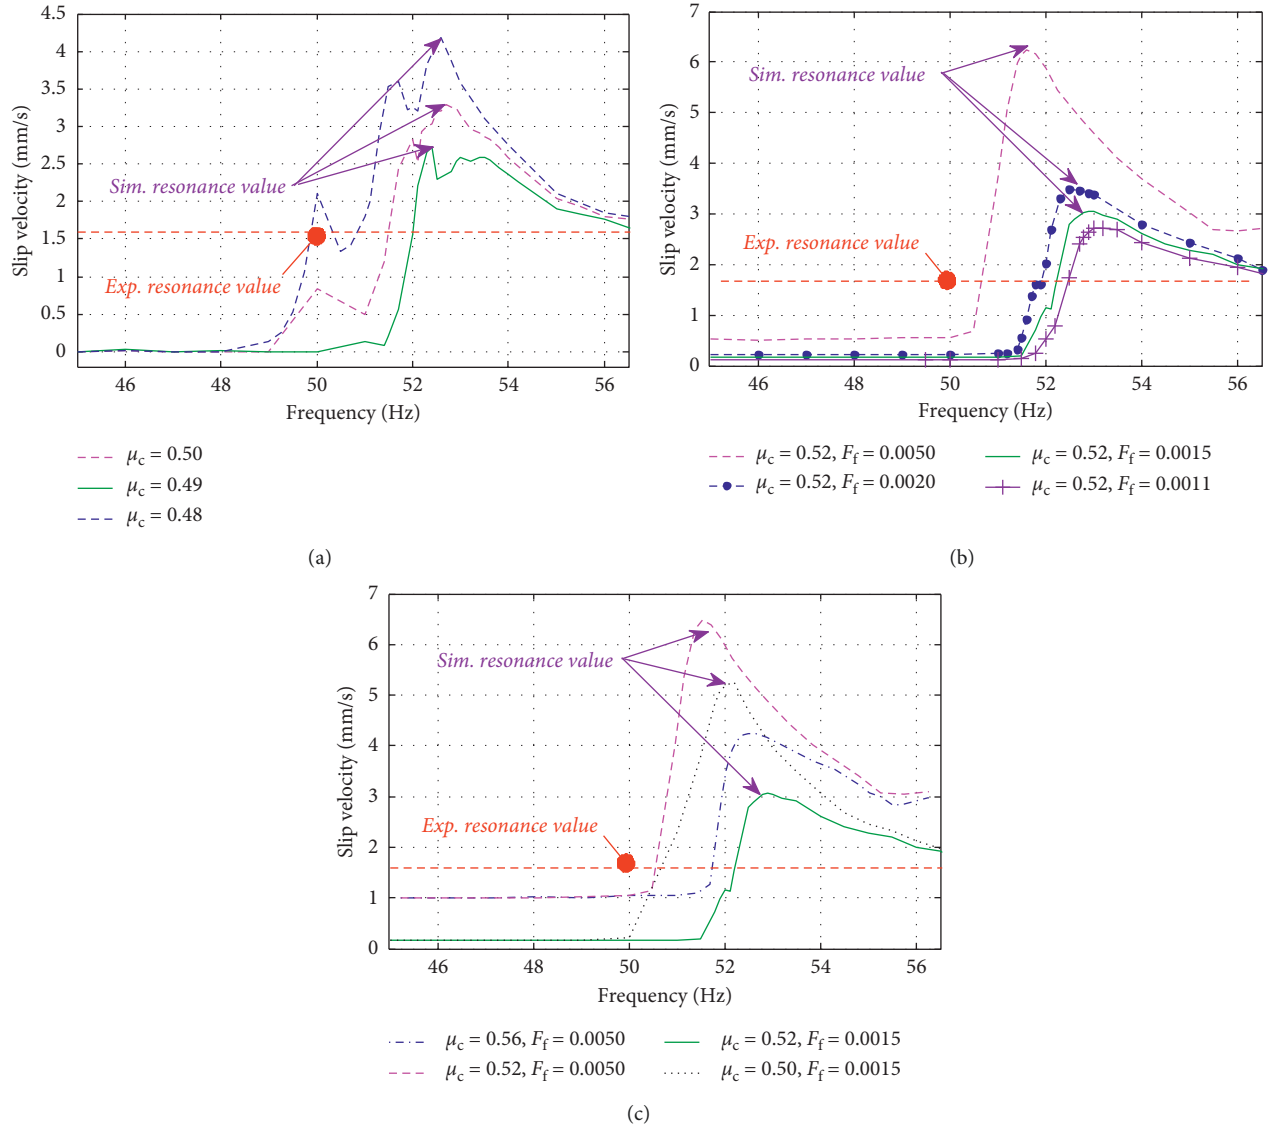 4.5
4
3.5
3
2.5
2
1.5
1
0.5
0
Slip velocity (mm/s)
Sim. resonance value
Exp. resonance value
46 48 50 52 54 56
Frequency (Hz)
μc = 0.50
μc = 0.49
μc = 0.48
(a)
7
6
5
4
3
2
1
0
Slip velocity (mm/s)
Sim. resonance value
Exp. resonance value
46 48 50 52 54 56
Frequency (Hz)
μc = 0.52, Ff = 0.0050
μc = 0.52, Ff = 0.0015
μc = 0.52, Ff = 0.0020
μc = 0.52, Ff = 0.0011
(b)
7
6
5
4
3
2
1
0
Slip velocity (mm/s)
Sim. resonance value
Exp. resonance value
46 48 50 52 54 56
Frequency (Hz)
μc = 0.56, Ff = 0.0050
μc = 0.52, Ff = 0.0015
μc = 0.52, Ff = 0.0050
μc = 0.50, Ff = 0.0015
(c)